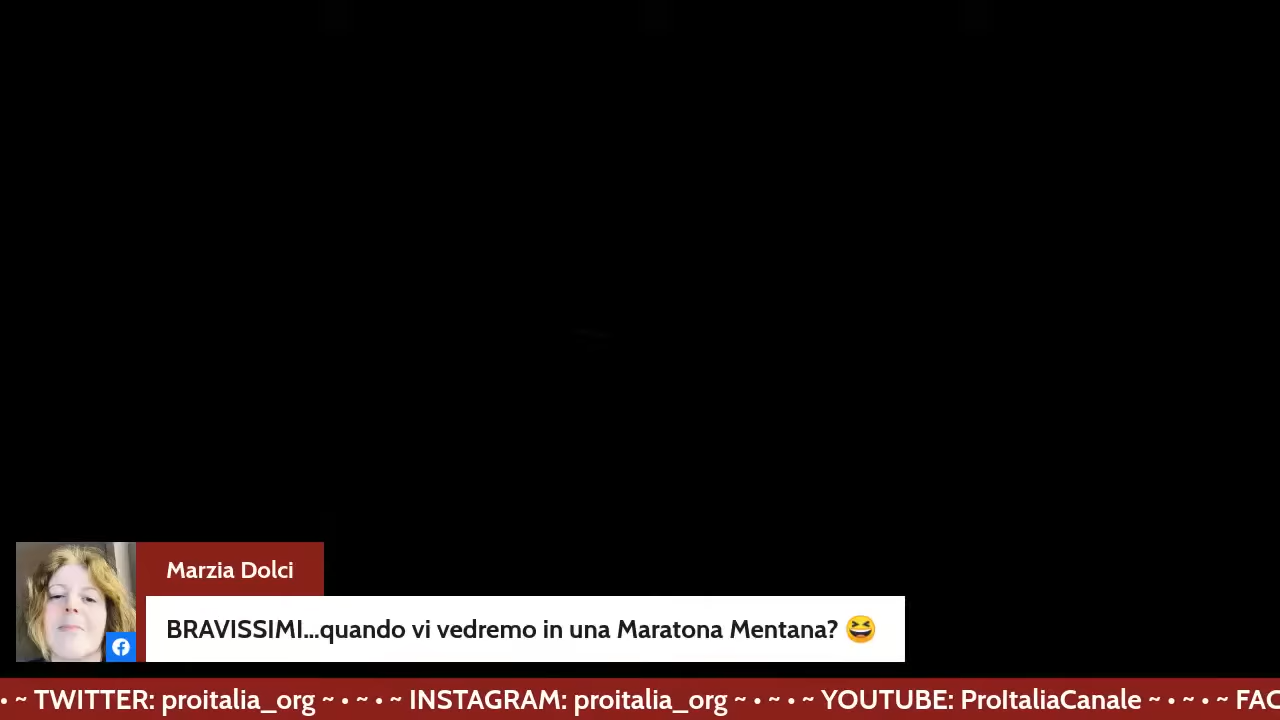 Marzia Dolci
BRAVISSIMI...quando vi vedremo in una Maratona Mentana? 😆
• ~ TWITTER: proitalia_org ~ • ~ • ~ INSTAGRAM: proitalia_org ~ • ~ • ~ YOUTUBE: ProItaliaCanale ~ • ~ • ~ FAC